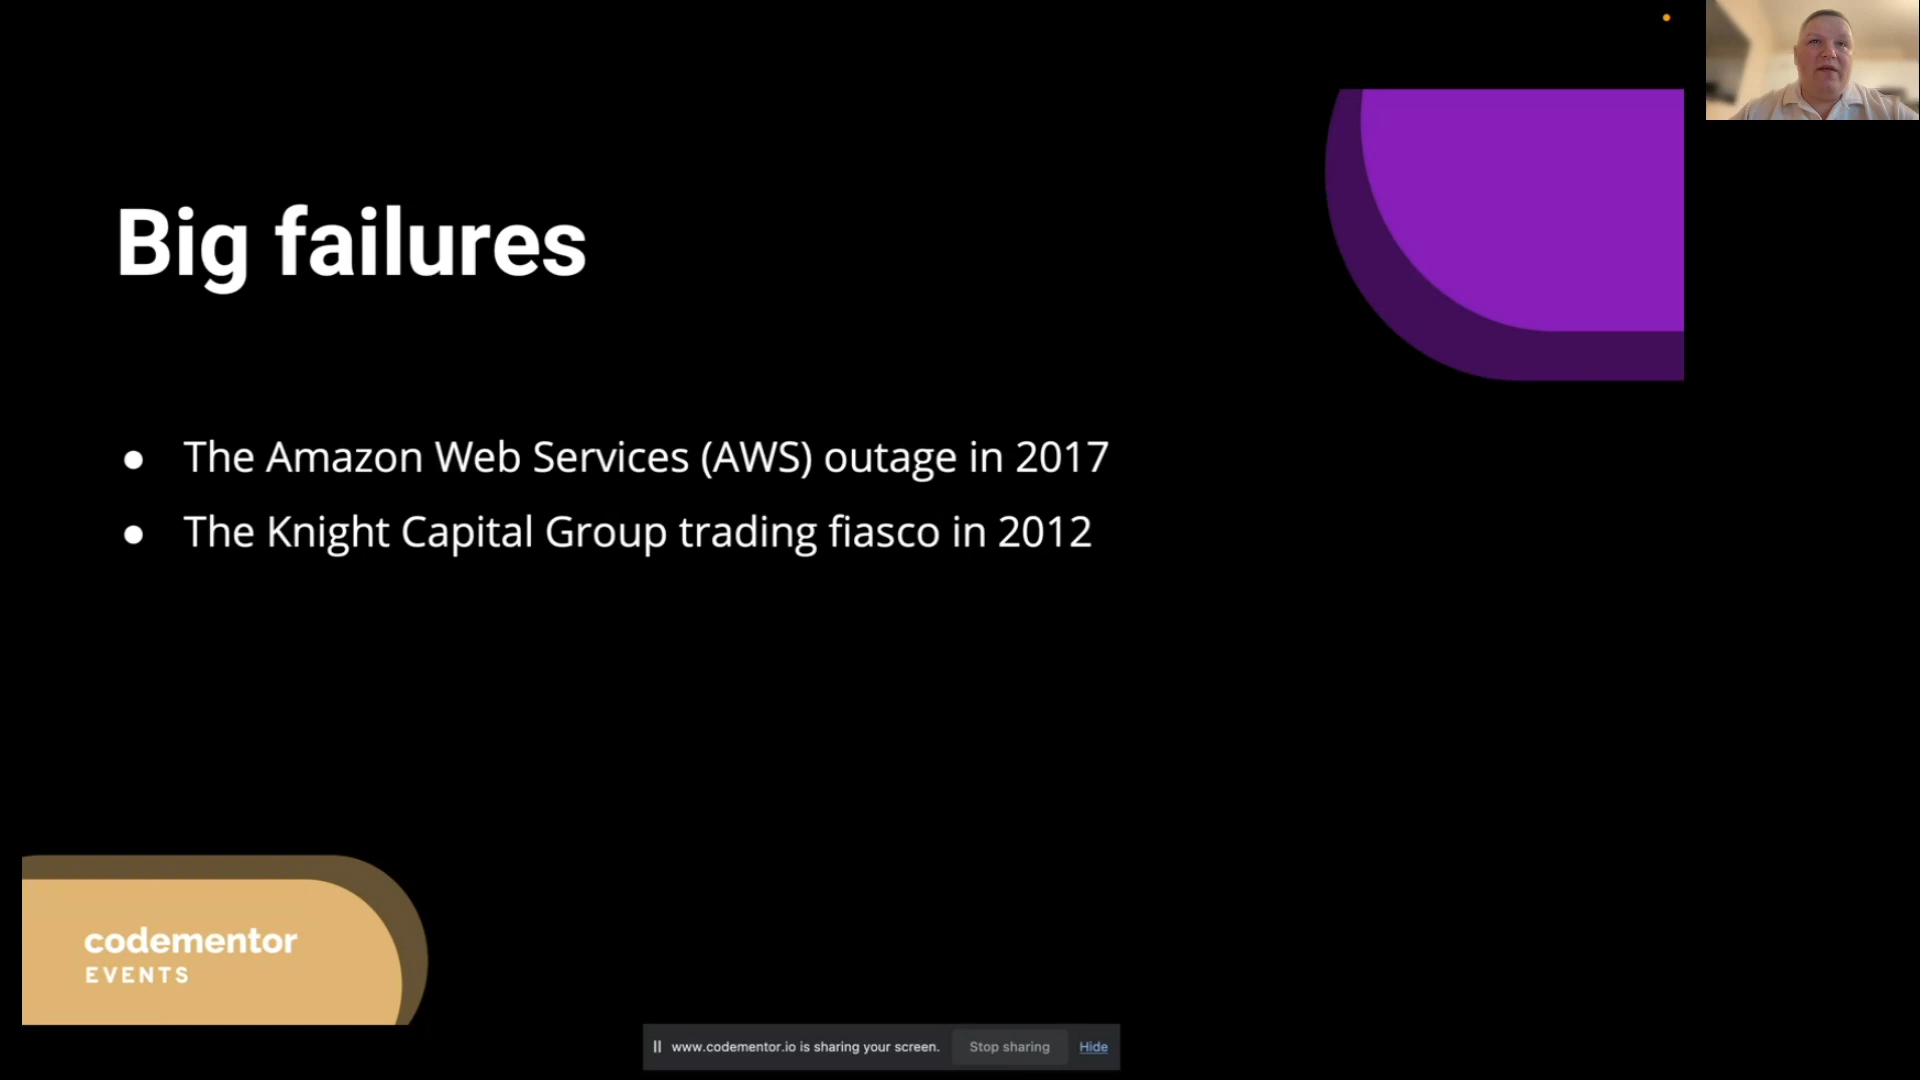 Big failures
● The Amazon Web Services (AWS) outage in 2017
● The Knight Capital Group trading fiasco in 2012
codementor
EVENTS
www.codementor.io is sharing your screen. Stop sharing Hide